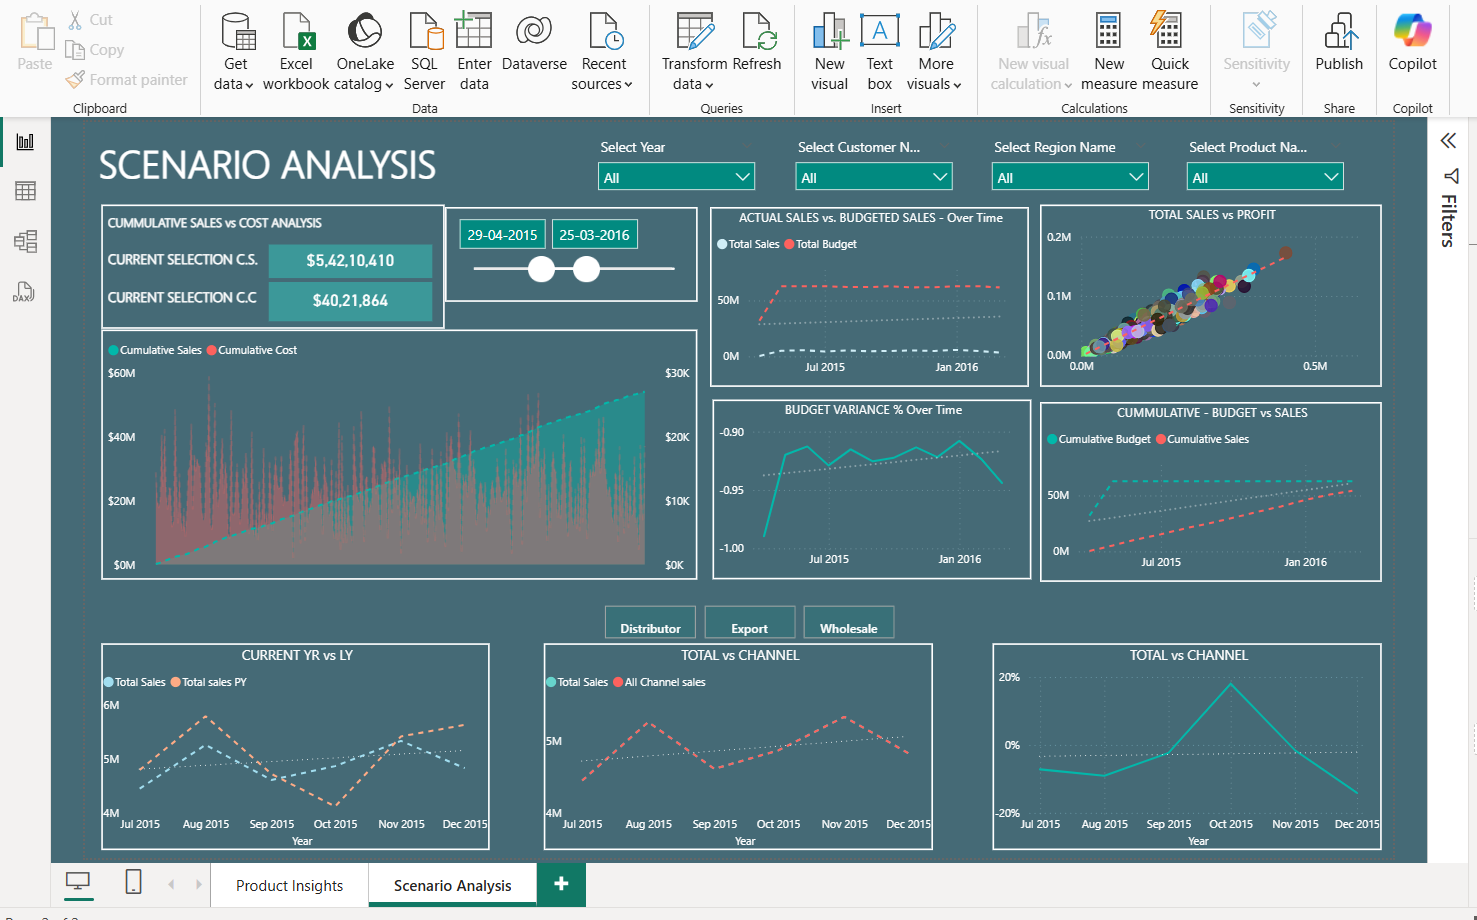 Paste
Cut
Copy
Format painter
Clipboard
Get data
Excel workbook
OneLake catalog
SQL Server
Enter data
Dataverse
Recent sources
Data
Transform data
Refresh
Queries
New visual
Text box
More visuals
Insert
New visual calculation
New measure
Quick measure
Calculations
Sensitivity
Sensitivity
Publish
Share
Copilot
Copilot
SCENARIO ANALYSIS
Select Year
All
Select Customer N...
All
Select Region Name
All
Select Product Na...
All
Filters
CUMMULATIVE SALES vs COST ANALYSIS
CURRENT SELECTION C.S.
$5,42,10,410
CURRENT SELECTION C.C
$40,21,864
29-04-2015
25-03-2016
Cumulative Sales
Cumulative Cost
$60M
$40M
$20M
$0M
$30K
$20K
$10K
$0K
ACTUAL SALES vs. BUDGETED SALES - Over Time
Total Sales
Total Budget
50M
0M
Jul 2015
Jan 2016
TOTAL SALES vs PROFIT
0.2M
0.1M
0.0M
0.0M
0.5M
BUDGET VARIANCE % Over Time
-0.90
-0.95
-1.00
Jul 2015
Jan 2016
CUMMULATIVE - BUDGET vs SALES
Cumulative Budget
Cumulative Sales
50M
0M
Jul 2015
Jan 2016
Distributor
Export
Wholesale
CURRENT YR vs LY
Total Sales
Total sales PY
6M
5M
4M
Jul 2015
Aug 2015
Sep 2015
Oct 2015
Nov 2015
Dec 2015
Year
TOTAL vs CHANNEL
Total Sales
All Channel sales
5M
4M
Jul 2015
Aug 2015
Sep 2015
Oct 2015
Nov 2015
Dec 2015
Year
TOTAL vs CHANNEL
20%
0%
-20%
Jul 2015
Aug 2015
Sep 2015
Oct 2015
Nov 2015
Dec 2015
Year
DAX
Product Insights
Scenario Analysis